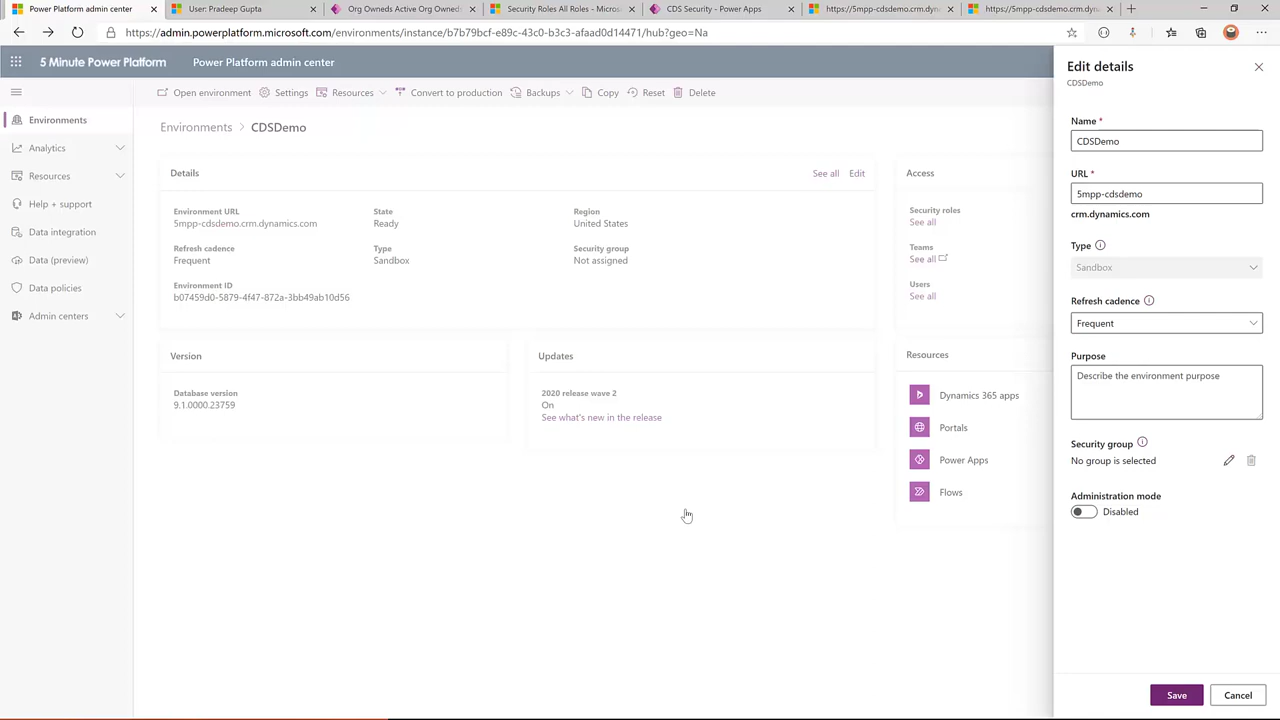 Power Platform admin center
User: Pradeep Gupta
Org Owneds Active Org Owned
Security Roles All Roles - Micros
CDS Security - Power Apps
https://5mpp-cdsdemo.crm.dyn
https://5mpp-cdsdemo.crm.dyn
https://admin.powerplatform.microsoft.com/environments/instance/b7b79bcf-e89c-43c0-b3c3-afaad0d14471/hub?geo=Na
5 Minute Power Platform
Power Platform admin center
Open environment
Settings
Resources
Convert to production
Backups
Copy
Reset
Delete
Environments
Analytics
Resources
Help + support
Data integration
Data (preview)
Data policies
Admin centers
Environments > CDSDemo
Details
See all
Edit
Environment URL
5mpp-cdsdemo.crm.dynamics.com
State
Ready
Region
United States
Refresh cadence
Frequent
Type
Sandbox
Security group
Not assigned
Environment ID
b07459d0-5879-4f47-872a-3bb49ab10d56
Version
Database version
9.1.0000.23759
Updates
2020 release wave 2
On
See what's new in the release
Access
Security roles
See all
Teams
See all
Users
See all
Resources
Dynamics 365 apps
Portals
Power Apps
Flows
Edit details
CDSDemo
Name *
CDSDemo
URL *
5mpp-cdsdemo
crm.dynamics.com
Type
Sandbox
Refresh cadence
Frequent
Purpose
Describe the environment purpose
Security group
No group is selected
Administration mode
Disabled
Save
Cancel